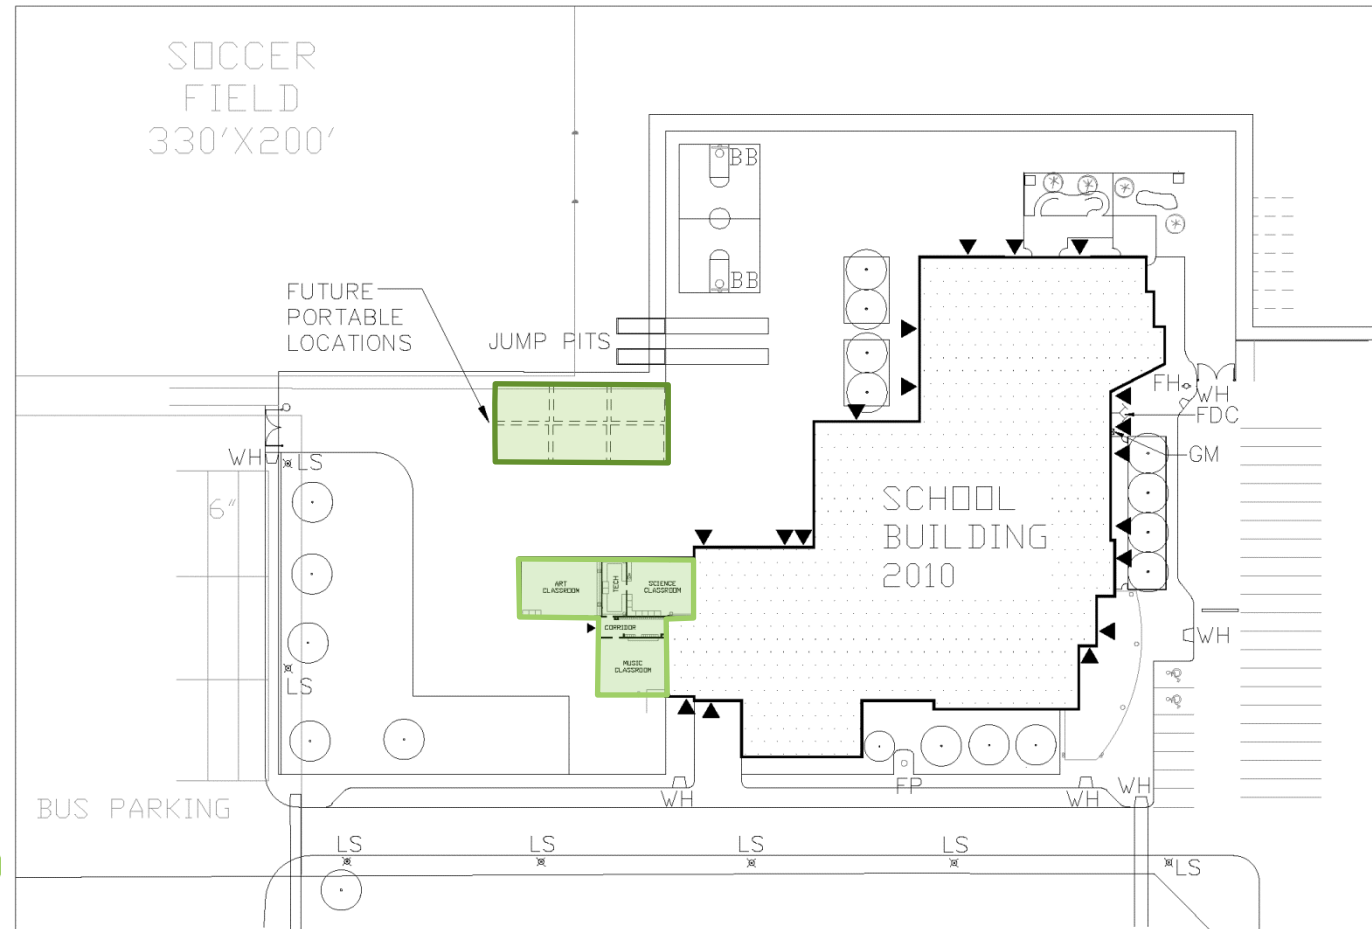 SOCCER
FIELD
330'X200'
BB
BB
FUTURE
PORTABLE
LOCATIONS
JUMP PITS
FH
WH
FDC
GM
WH
LS
6"
SCHOOL
BUILDING
2010
ART
CLASSROOM
TECH
SCIENCE
CLASSROOM
CORRIDOR
MUSIC
CLASSROOM
WH
LS
BUS PARKING
WH
FP
WH
WH
LS
LS
LS
LS
LS